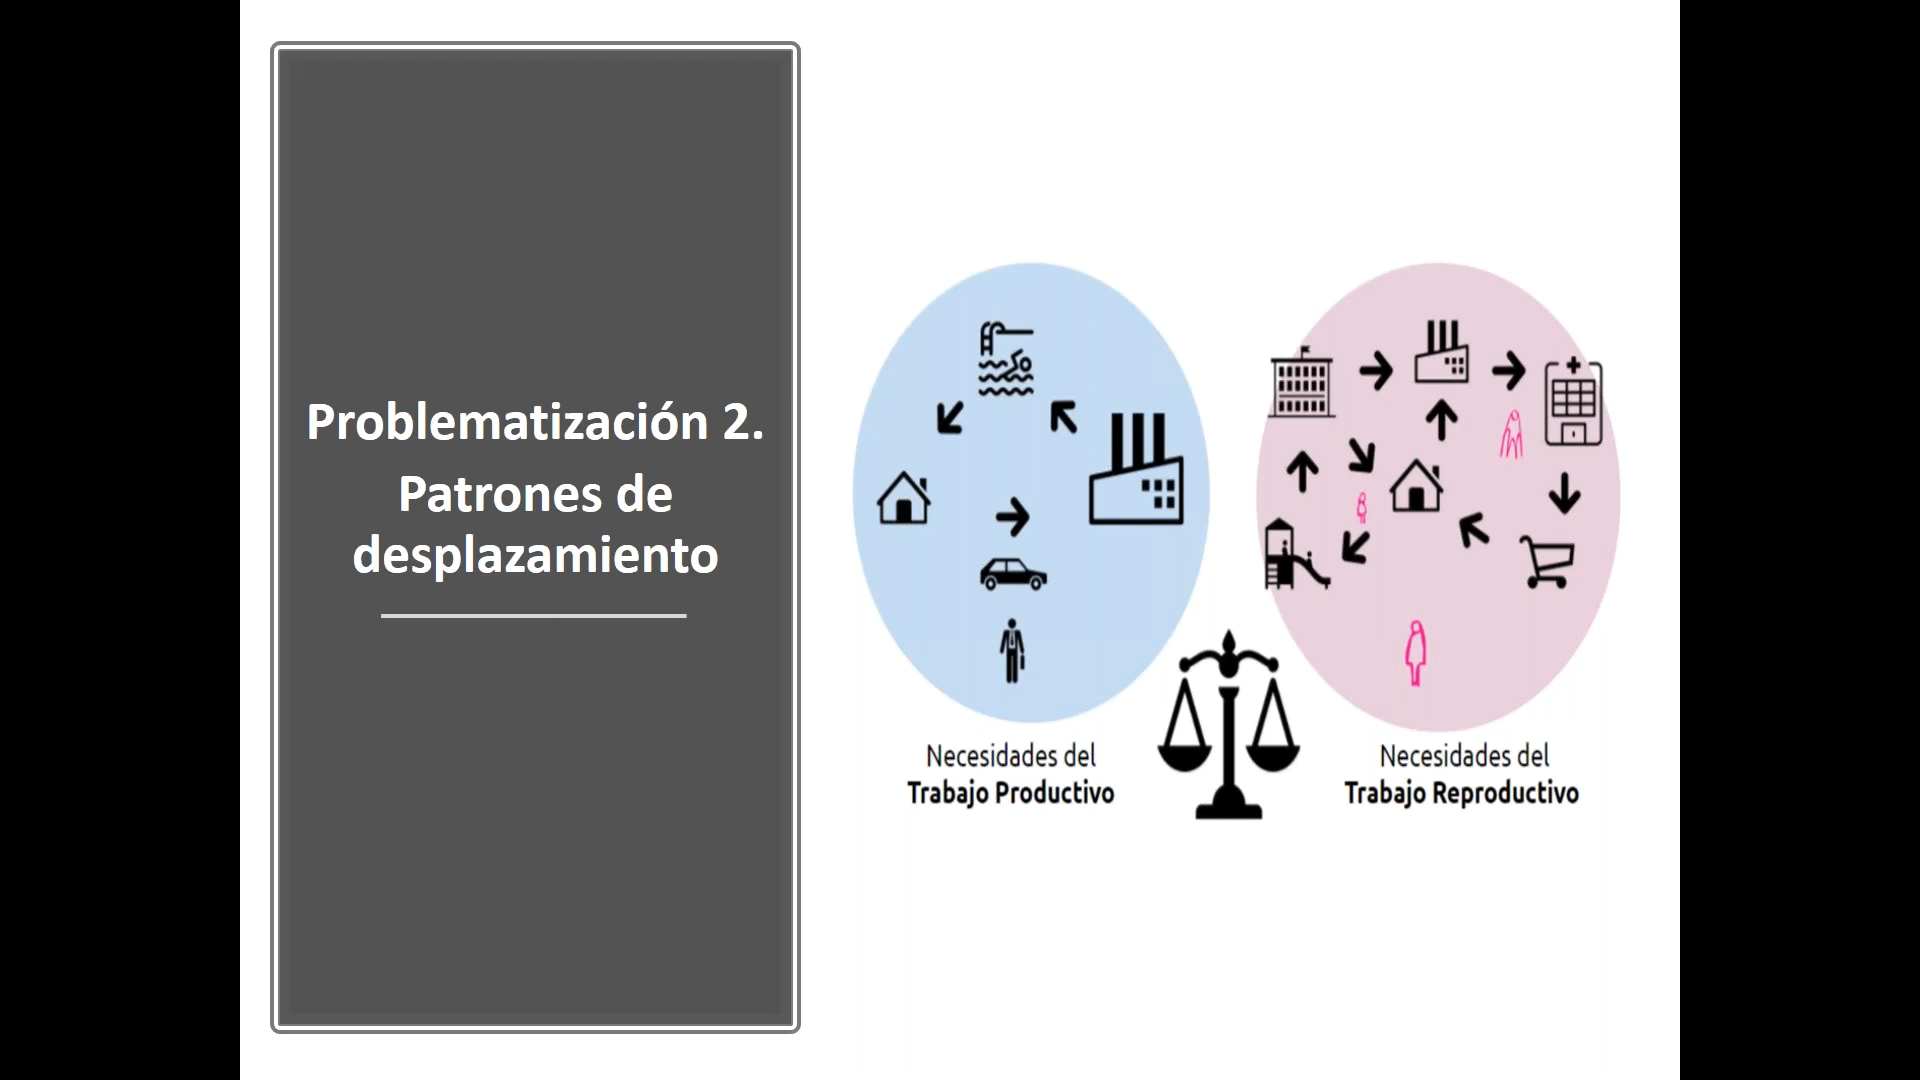 Problematización 2.
Patrones de
desplazamiento
Necesidades del
Trabajo Productivo
Necesidades del
Trabajo Reproductivo